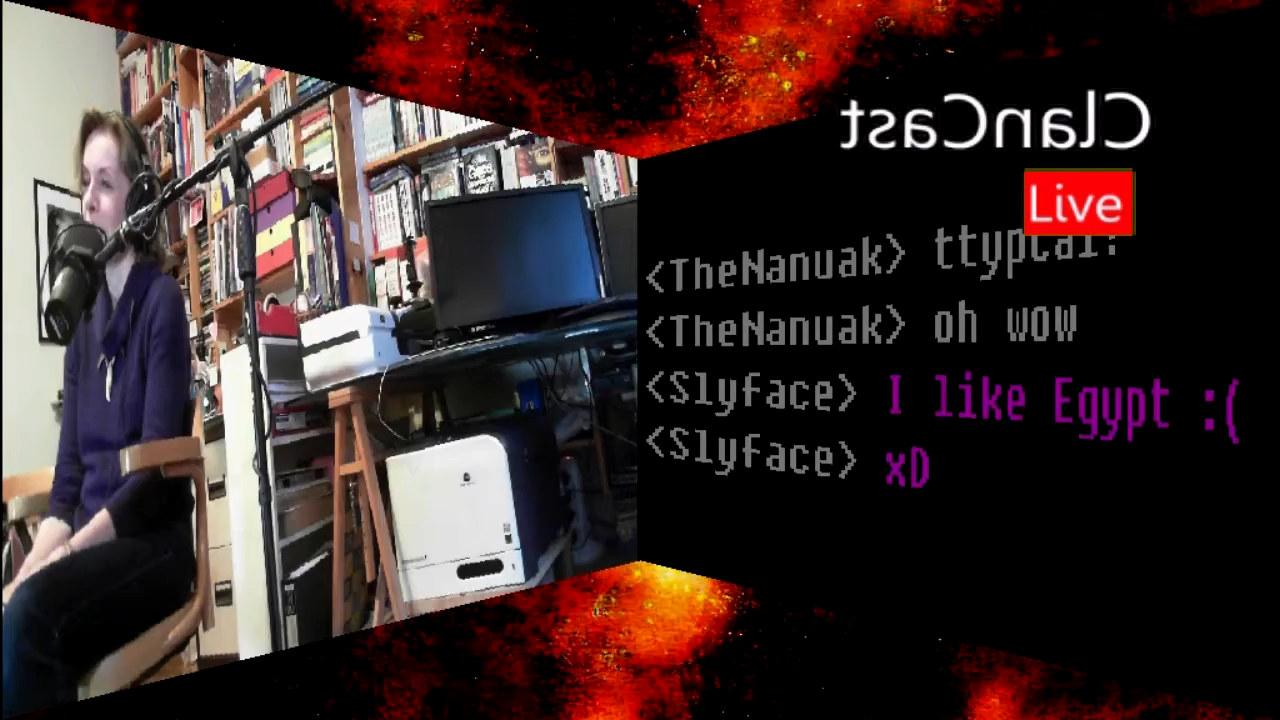 ClanCast
Live
<TheNanuak>
<TheNanuak> oh wow
<Slyface> I like Egypt :(
<Slyface> xD